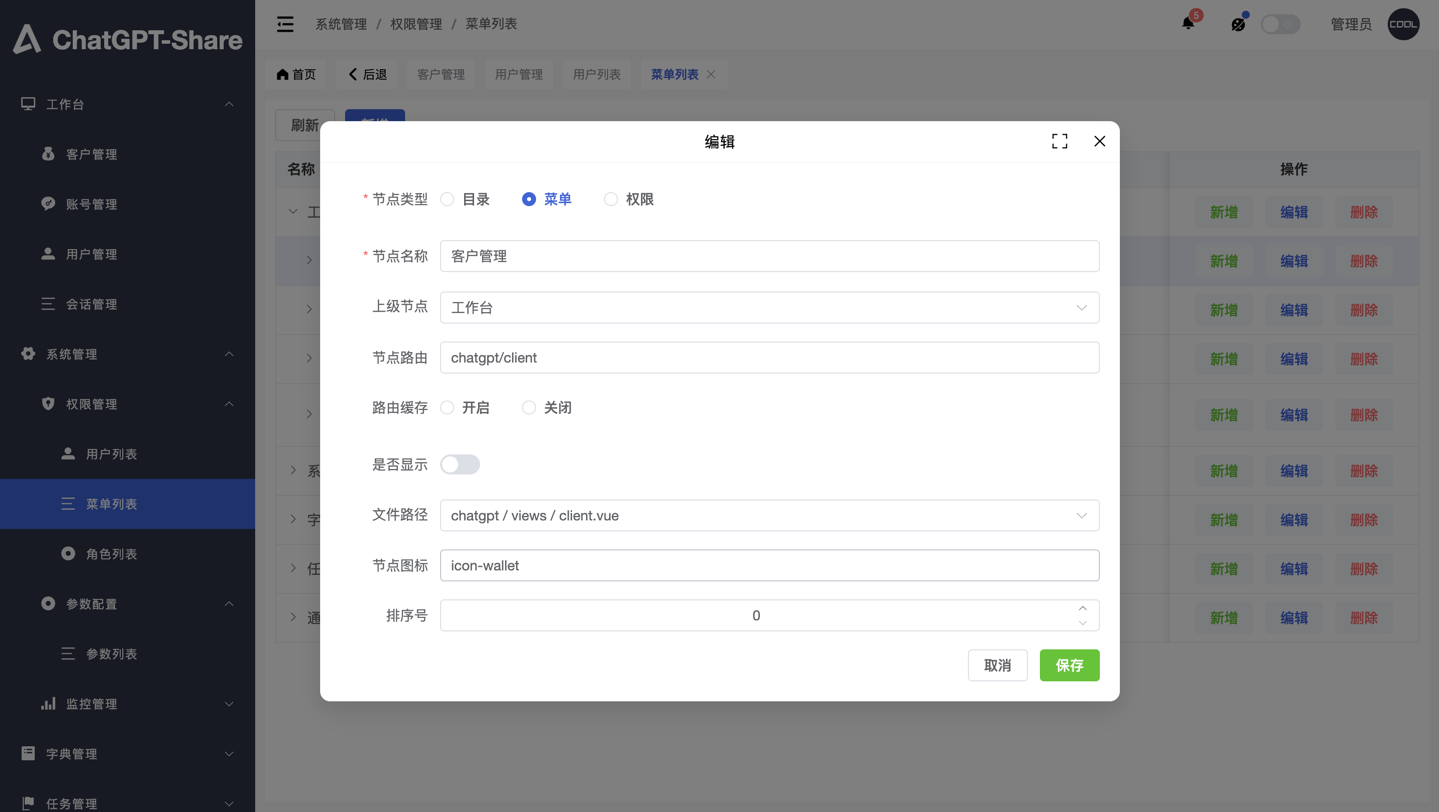 ChatGPT-Share
工作台
客户管理
账号管理
用户管理
会话管理
系统管理
权限管理
用户列表
菜单列表
角色列表
参数配置
参数列表
监控管理
字典管理
任务管理
系统管理 / 权限管理 / 菜单列表
5
管理员
COOL
首页
后退
客户管理
用户管理
用户列表
菜单列表
刷新
新增
名称
操作
工
新增 编辑 删除
新增 编辑 删除
新增 编辑 删除
新增 编辑 删除
新增 编辑 删除
系
新增 编辑 删除
字
新增 编辑 删除
任
新增 编辑 删除
通
新增 编辑 删除
编辑
* 节点类型 目录 菜单 权限
* 节点名称 客户管理
上级节点 工作台
节点路由 chatgpt/client
路由缓存 开启 关闭
是否显示
文件路径 chatgpt / views / client.vue
节点图标 icon-wallet
排序号 0
取消 保存